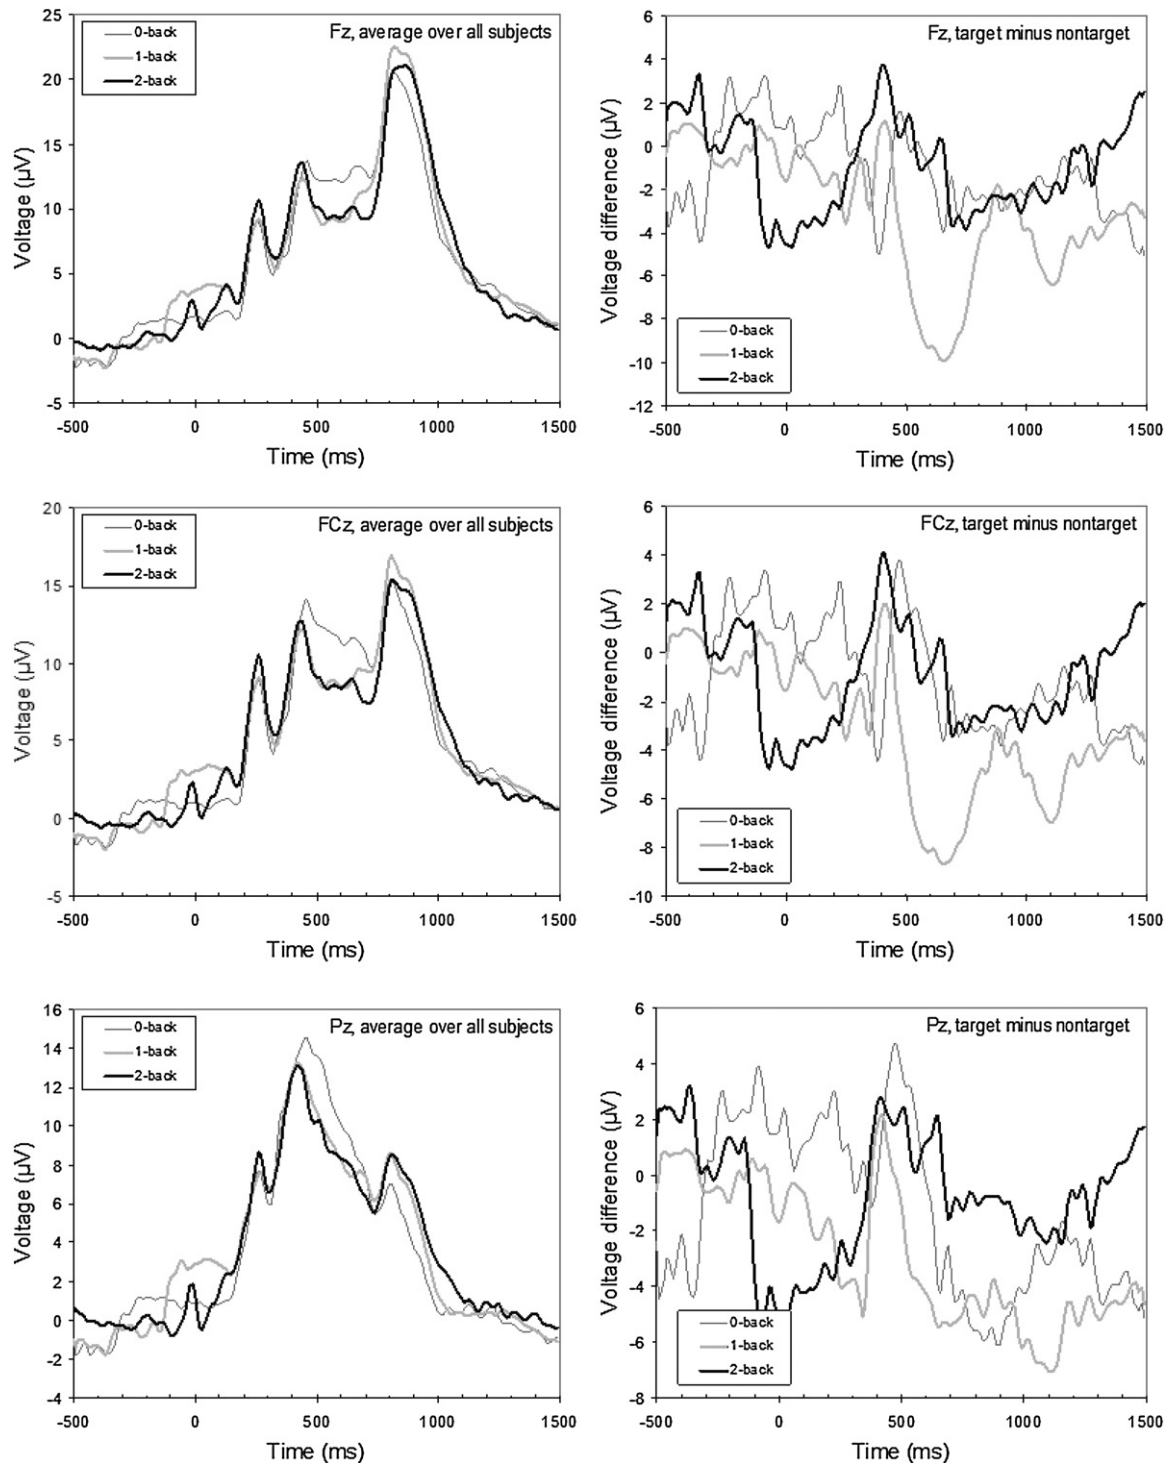 Fz, average over all subjects
0-back
1-back
2-back
25
20
15
10
5
0
-5
Voltage (µV)
-500
0
500
1000
1500
Time (ms)
Fz, target minus nontarget
6
4
2
0
-2
-4
-6
-8
-10
-12
Voltage difference (µV)
0-back
1-back
2-back
-500
0
500
1000
1500
Time (ms)
FCz, average over all subjects
0-back
1-back
2-back
20
15
10
5
0
-5
Voltage (µV)
-500
0
500
1000
1500
Time (ms)
FCz, target minus nontarget
6
4
2
0
-2
-4
-6
-8
-10
Voltage difference (µV)
0-back
1-back
2-back
-500
0
500
1000
1500
Time (ms)
Pz, average over all subjects
0-back
1-back
2-back
16
14
12
10
8
6
4
2
0
-2
-4
Voltage (µV)
-500
0
500
1000
1500
Time (ms)
Pz, target minus nontarget
6
4
2
0
-2
-4
-6
-8
Voltage difference (µV)
0-back
1-back
2-back
-500
0
500
1000
1500
Time (ms)